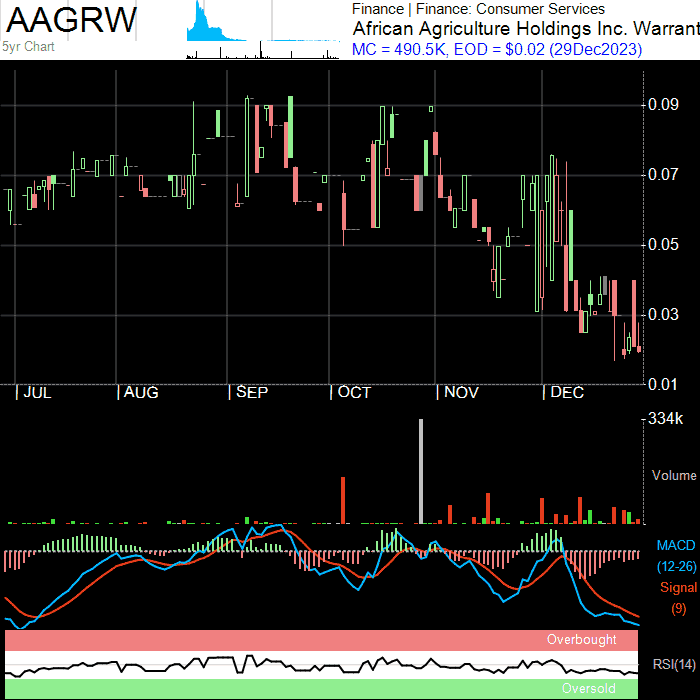 AAGRW
5yr Chart
Finance | Finance: Consumer Services
African Agriculture Holdings Inc. Warrant
MC = 490.5K, EOD = $0.02 (29Dec2023)
0.09
0.07
0.05
0.03
0.01
JUL AUG SEP OCT NOV DEC
334k
Volume
MACD
(12-26)
Signal
(9)
Overbought
RSI(14)
Oversold